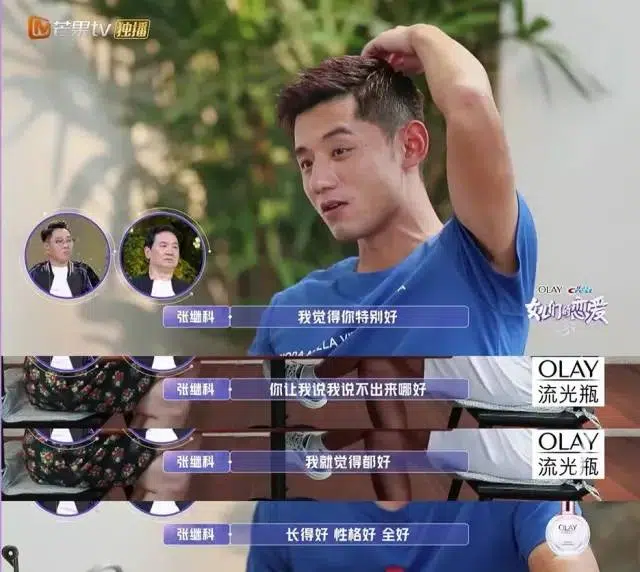 芒果tv 独播
OLAY
女儿们的恋爱
张继科 我觉得你特别好
OLAY
流光瓶
张继科 你让我说我说不出来哪好
OLAY
流光瓶
张继科 我就觉得都好
OLAY
张继科 长得好 性格好 全好